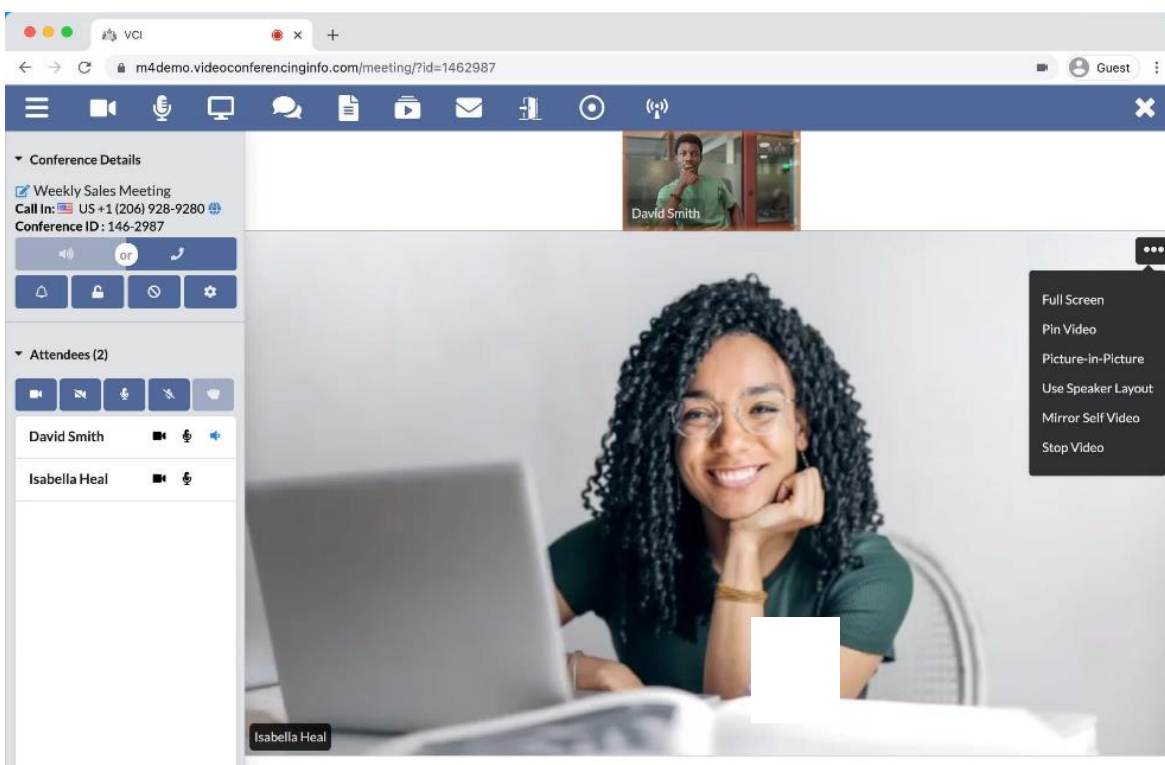 VCI
m4demo.videoconferencinginfo.com/meeting/?id=1462987
Guest
Conference Details
Weekly Sales Meeting
Call In: US +1 (206) 928-9280
Conference ID : 146-2987
or
Attendees (2)
David Smith
Isabella Heal
David Smith
Full Screen
Pin Video
Picture-in-Picture
Use Speaker Layout
Mirror Self Video
Stop Video
Isabella Heal